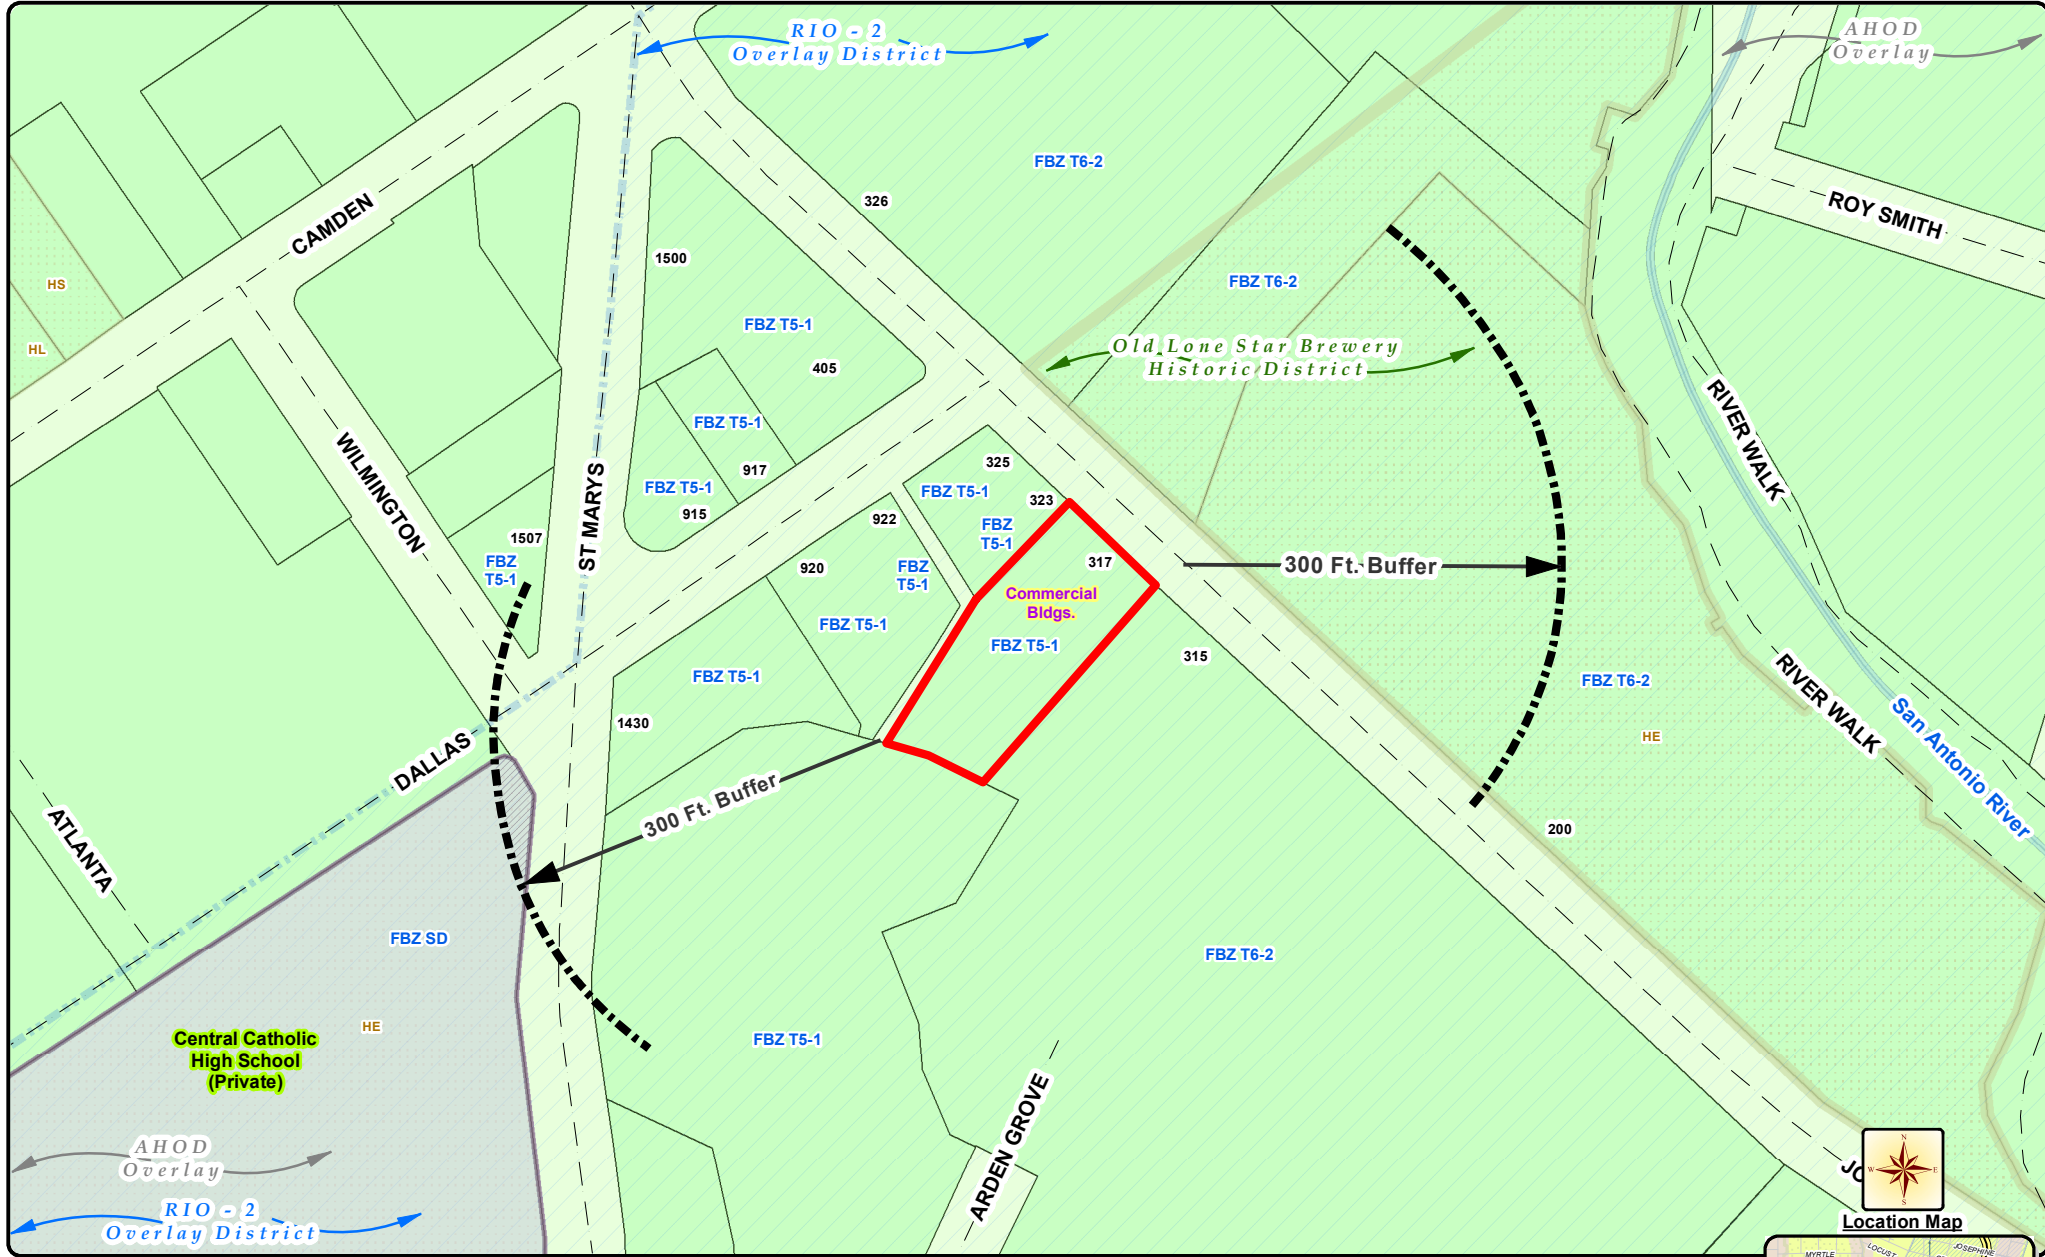 RIO - 2
Overlay District
AHOD
Overlay
FBZ T6-2
326
CAMDEN
ROY SMITH
1500
HS
FBZ T6-2
FBZ T5-1
HL
Old Lone Star Brewery
Historic District
405
FBZ T5-1
RIVER WALK
WILMINGTON
917
325
FBZ T5-1
FBZ T5-1
323
ST MARYS
915
922
FBZ
T5-1
1507
317
300 Ft. Buffer
FBZ
T5-1
920
FBZ
T5-1
Commercial
Bldgs.
FBZ T5-1
FBZ T5-1
315
FBZ T5-1
FBZ T6-2
RIVER WALK
1430
HE
San Antonio River
DALLAS
300 Ft. Buffer
200
ATLANTA
FBZ SD
FBZ T6-2
HE
Central Catholic
High School
(Private)
FBZ T5-1
ARDEN GROVE
AHOD
Overlay
RIO - 2
Overlay District
JO
N
W
E
S
Location Map
MYRTLE
LOCUST
JOSEPHINE